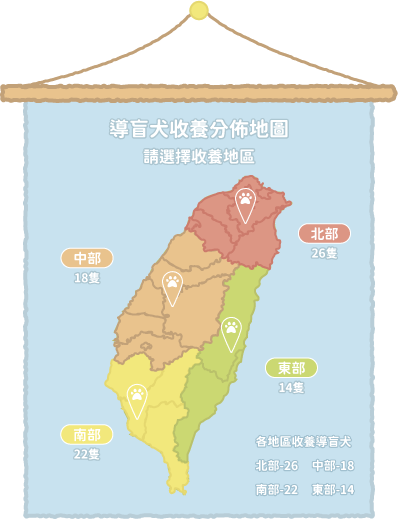 導盲犬收養分佈地圖
請選擇收養地區
北部
26隻
中部
18隻
東部
14隻
南部
22隻
各地區收養導盲犬
北部-26 中部-18
南部-22 東部-14